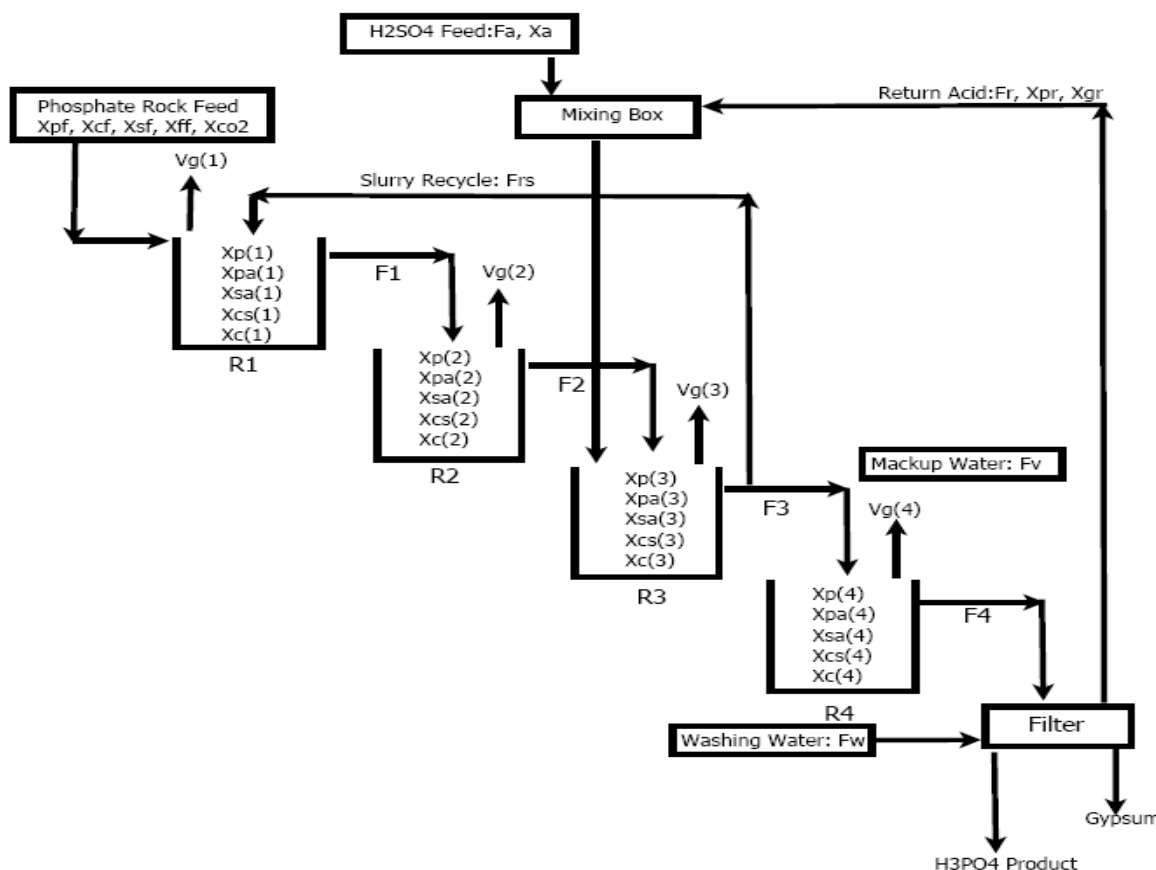 H2SO4 Feed:Fa, Xa
Phosphate Rock Feed
Xpf, Xcf, Xsf, Xff, Xco2
Mixing Box
Return Acid:Fr, Xpr, Xgr
Vg(1)
Slurry Recycle: Frs
Xp(1)
Xpa(1)
Xsa(1)
Xcs(1)
Xc(1)
R1
F1
Vg(2)
Xp(2)
Xpa(2)
Xsa(2)
Xcs(2)
Xc(2)
R2
F2
Vg(3)
Xp(3)
Xpa(3)
Xsa(3)
Xcs(3)
Xc(3)
R3
F3
Mackup Water: Fv
Vg(4)
Xp(4)
Xpa(4)
Xsa(4)
Xcs(4)
Xc(4)
R4
F4
Washing Water: Fw
Filter
Gypsum
H3PO4 Product